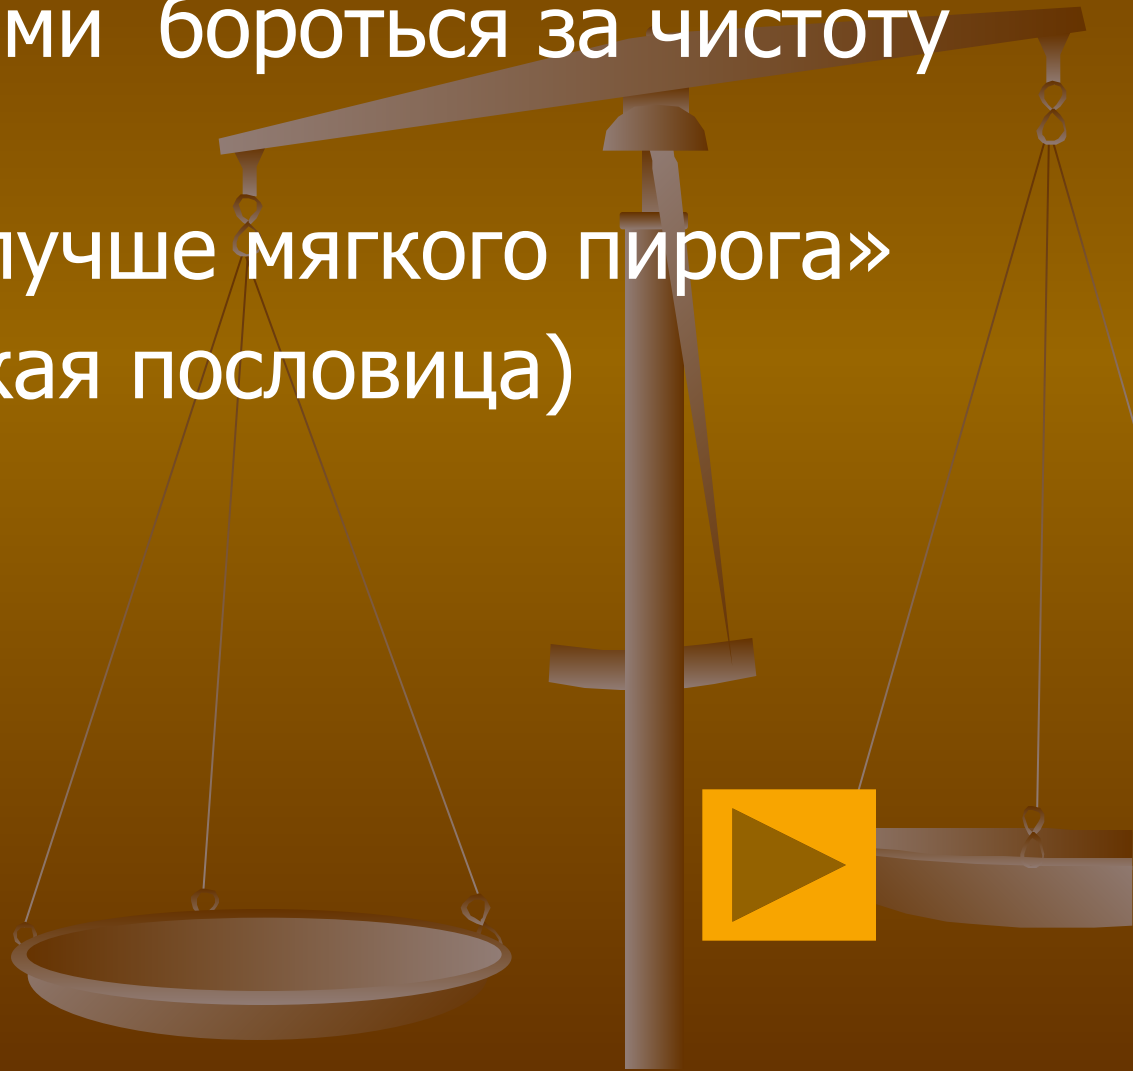 ми бороться за чистоту
лучше мягкого пирога»
кая пословица)